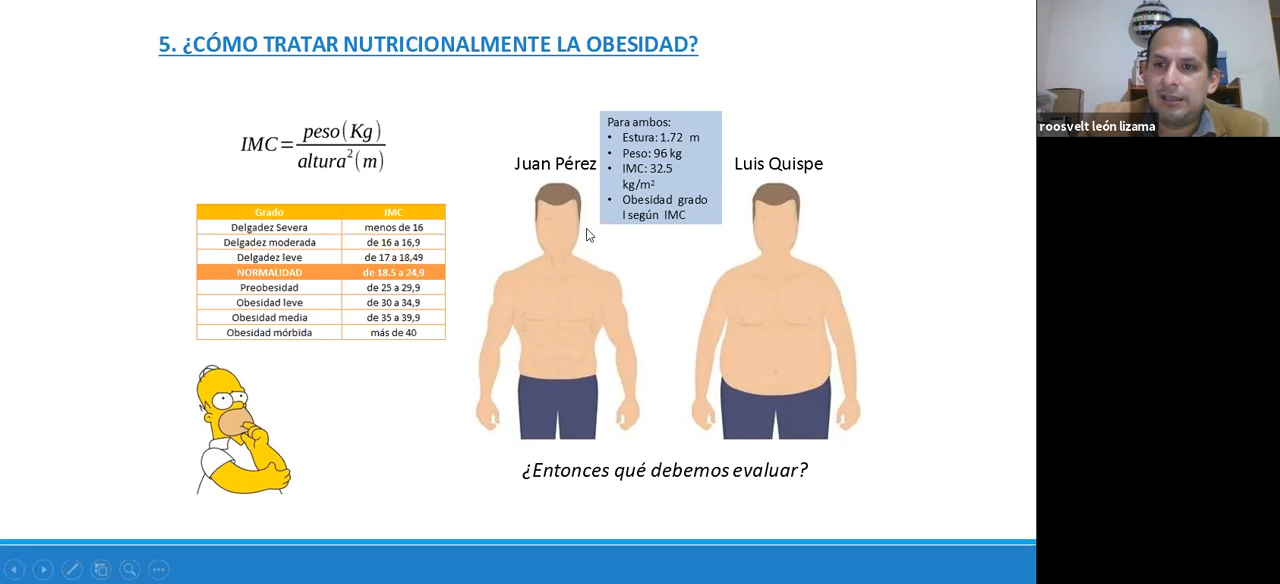 5. ¿CÓMO TRATAR NUTRICIONALMENTE LA OBESIDAD?
IMC = peso(Kg) / altura²(m)
Grado IMC
Delgadez Severa menos de 16
Delgadez moderada de 16 a 16,9
Delgadez leve de 17 a 18,49
NORMALIDAD de 18.5 a 24,9
Preobesidad de 25 a 29,9
Obesidad leve de 30 a 34,9
Obesidad media de 35 a 39,9
Obesidad mórbida más de 40
Juan Pérez
Para ambos:
• Estura: 1.72 m
• Peso: 96 kg
• IMC: 32.5
kg/m²
• Obesidad grado
I según IMC
Luis Quispe
¿Entonces qué debemos evaluar?
roosvelt león lizama